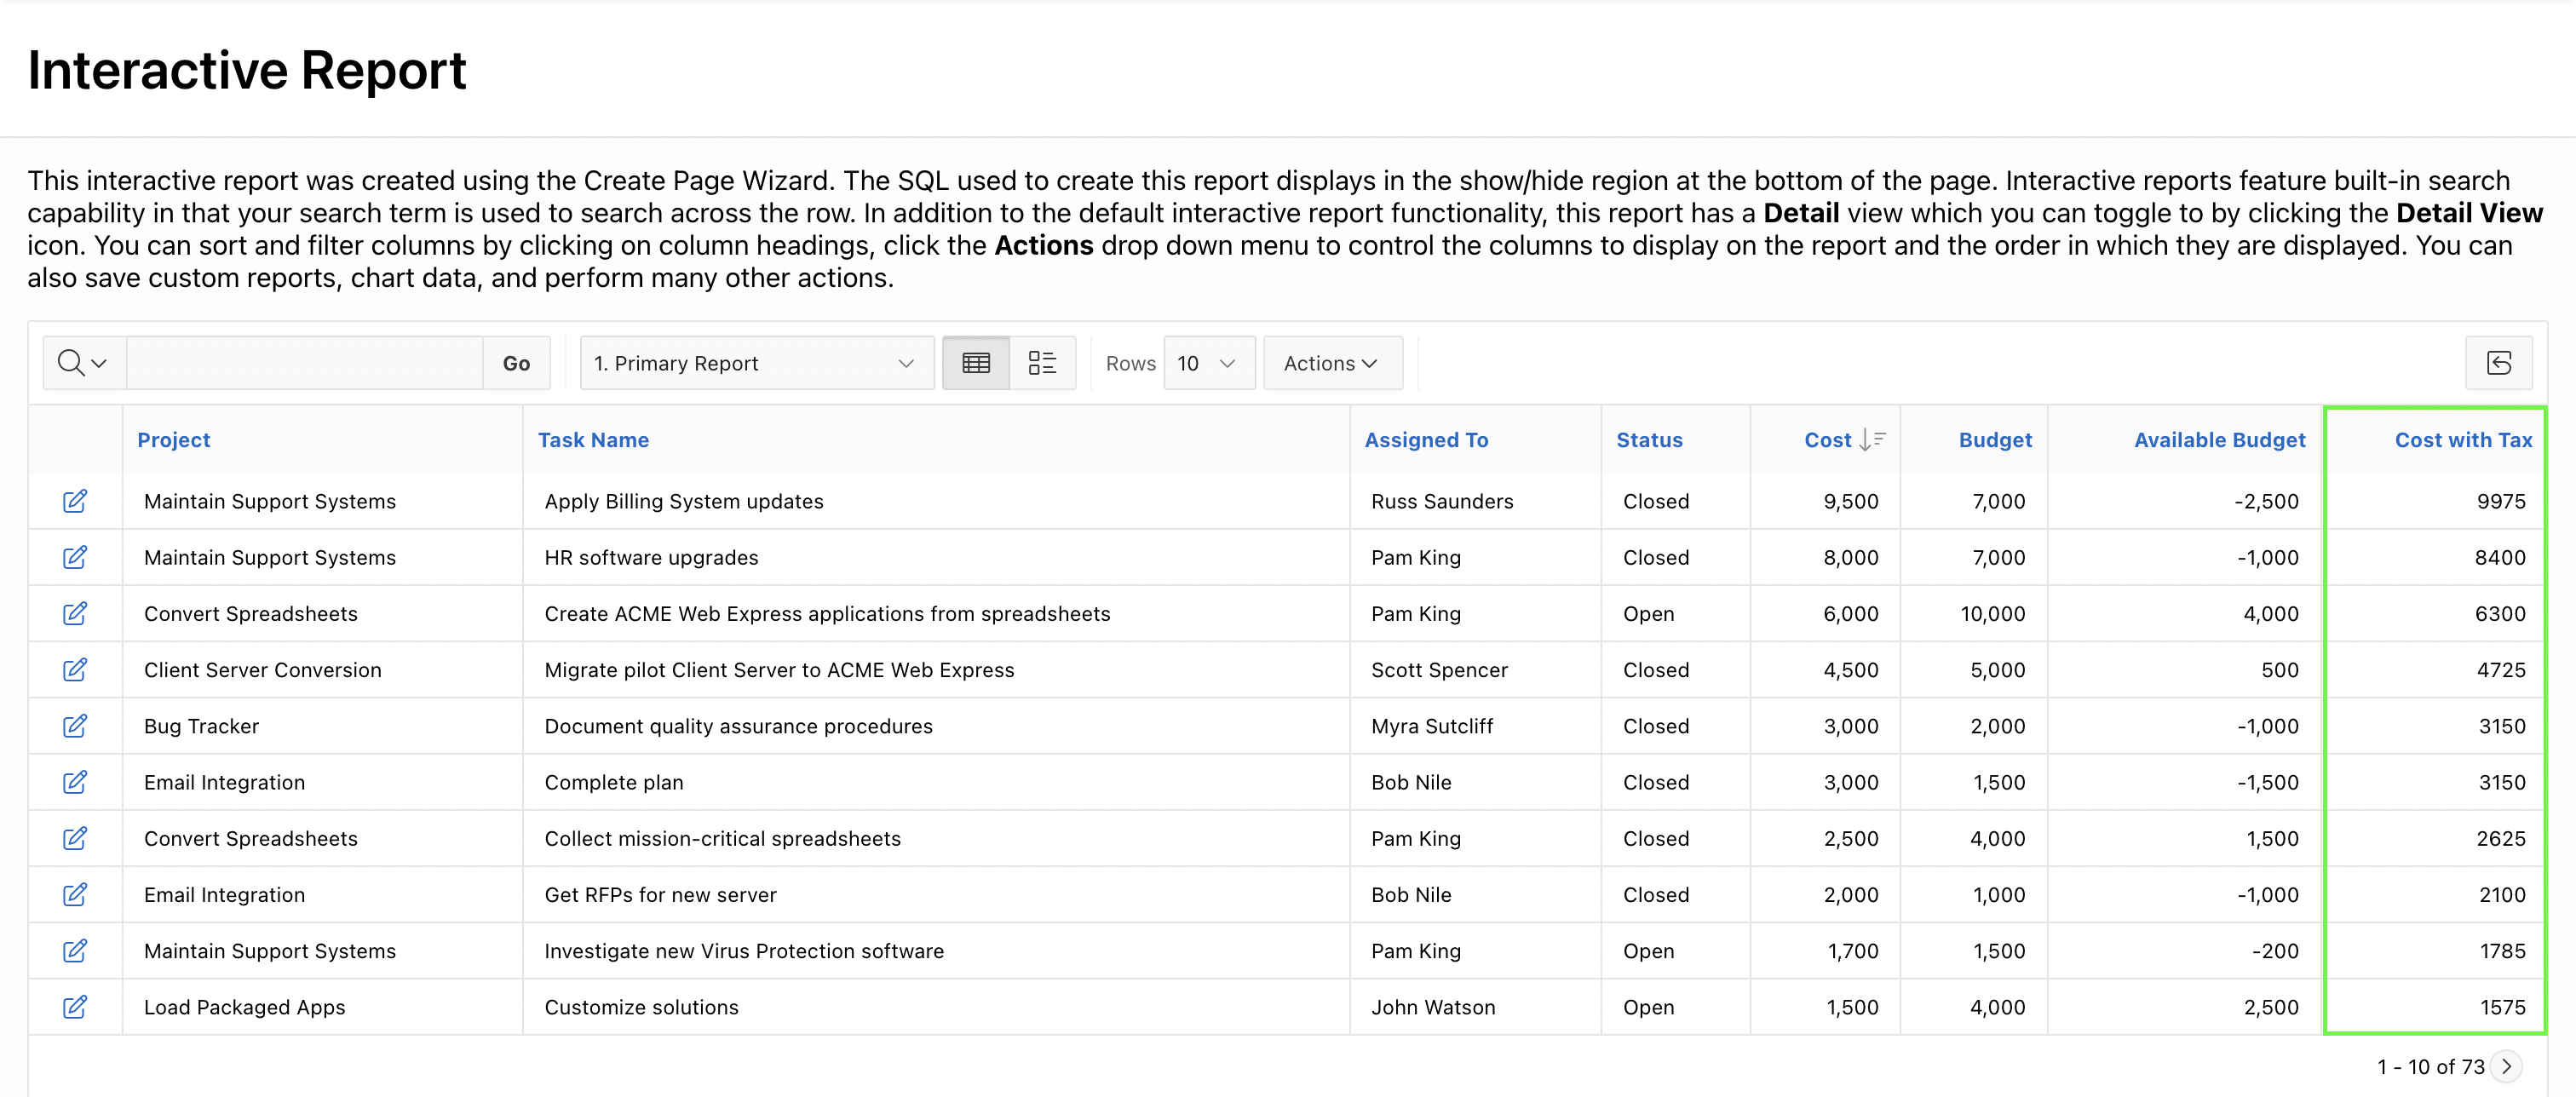 Interactive Report
This interactive report was created using the Create Page Wizard. The SQL used to create this report displays in the show/hide region at the bottom of the page. Interactive reports feature built-in search
capability in that your search term is used to search across the row. In addition to the default interactive report functionality, this report has a Detail view which you can toggle to by clicking the Detail View
icon. You can sort and filter columns by clicking on column headings, click the Actions drop down menu to control the columns to display on the report and the order in which they are displayed. You can
also save custom reports, chart data, and perform many other actions.
Go 1. Primary Report Rows 10 Actions
Project Task Name Assigned To Status Cost Budget Available Budget Cost with Tax
Maintain Support Systems Apply Billing System updates Russ Saunders Closed 9,500 7,000 -2,500 9975
Maintain Support Systems HR software upgrades Pam King Closed 8,000 7,000 -1,000 8400
Convert Spreadsheets Create ACME Web Express applications from spreadsheets Pam King Open 6,000 10,000 4,000 6300
Client Server Conversion Migrate pilot Client Server to ACME Web Express Scott Spencer Closed 4,500 5,000 500 4725
Bug Tracker Document quality assurance procedures Myra Sutcliff Closed 3,000 2,000 -1,000 3150
Email Integration Complete plan Bob Nile Closed 3,000 1,500 -1,500 3150
Convert Spreadsheets Collect mission-critical spreadsheets Pam King Closed 2,500 4,000 1,500 2625
Email Integration Get RFPs for new server Bob Nile Closed 2,000 1,000 -1,000 2100
Maintain Support Systems Investigate new Virus Protection software Pam King Open 1,700 1,500 -200 1785
Load Packaged Apps Customize solutions John Watson Open 1,500 4,000 2,500 1575
1 - 10 of 73